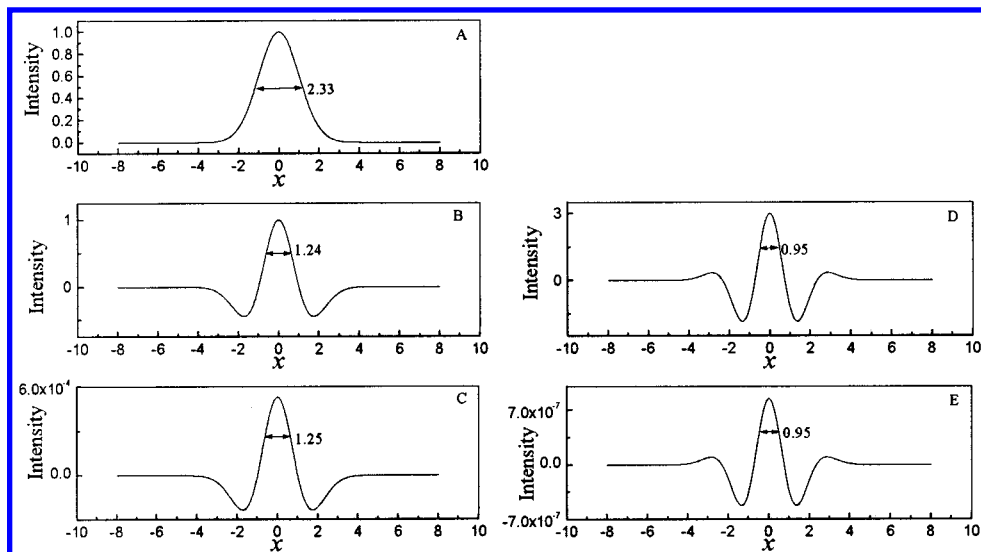 A
Intensity
1.0
0.8
0.6
0.4
0.2
0.0
2.33
-10 -8 -6 -4 -2 0 2 4 6 8 10
x
B
Intensity
1
0
1.24
-10 -8 -6 -4 -2 0 2 4 6 8 10
x
D
Intensity
3
0
0.95
-10 -8 -6 -4 -2 0 2 4 6 8 10
x
C
Intensity
6.0x10⁻⁴
0.0
1.25
-10 -8 -6 -4 -2 0 2 4 6 8 10
x
E
Intensity
7.0x10⁻⁷
0.0
-7.0x10⁻⁷
0.95
-10 -8 -6 -4 -2 0 2 4 6 8 10
x